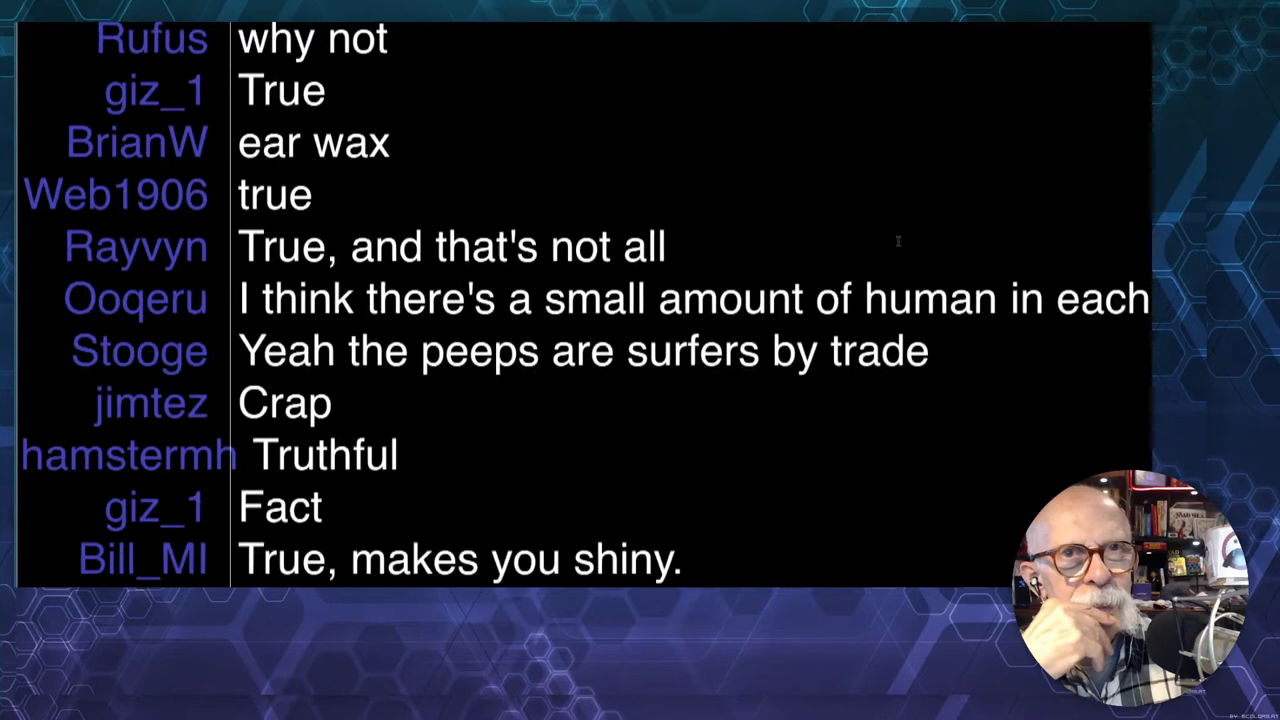 Rufus why not
giz_1 True
BrianW ear wax
Web1906 true
Rayvyn True, and that's not all
Ooqeru I think there's a small amount of human in each
Stooge Yeah the peeps are surfers by trade
jimtez Crap
hamstermh Truthful
giz_1 Fact
Bill_MI True, makes you shiny.